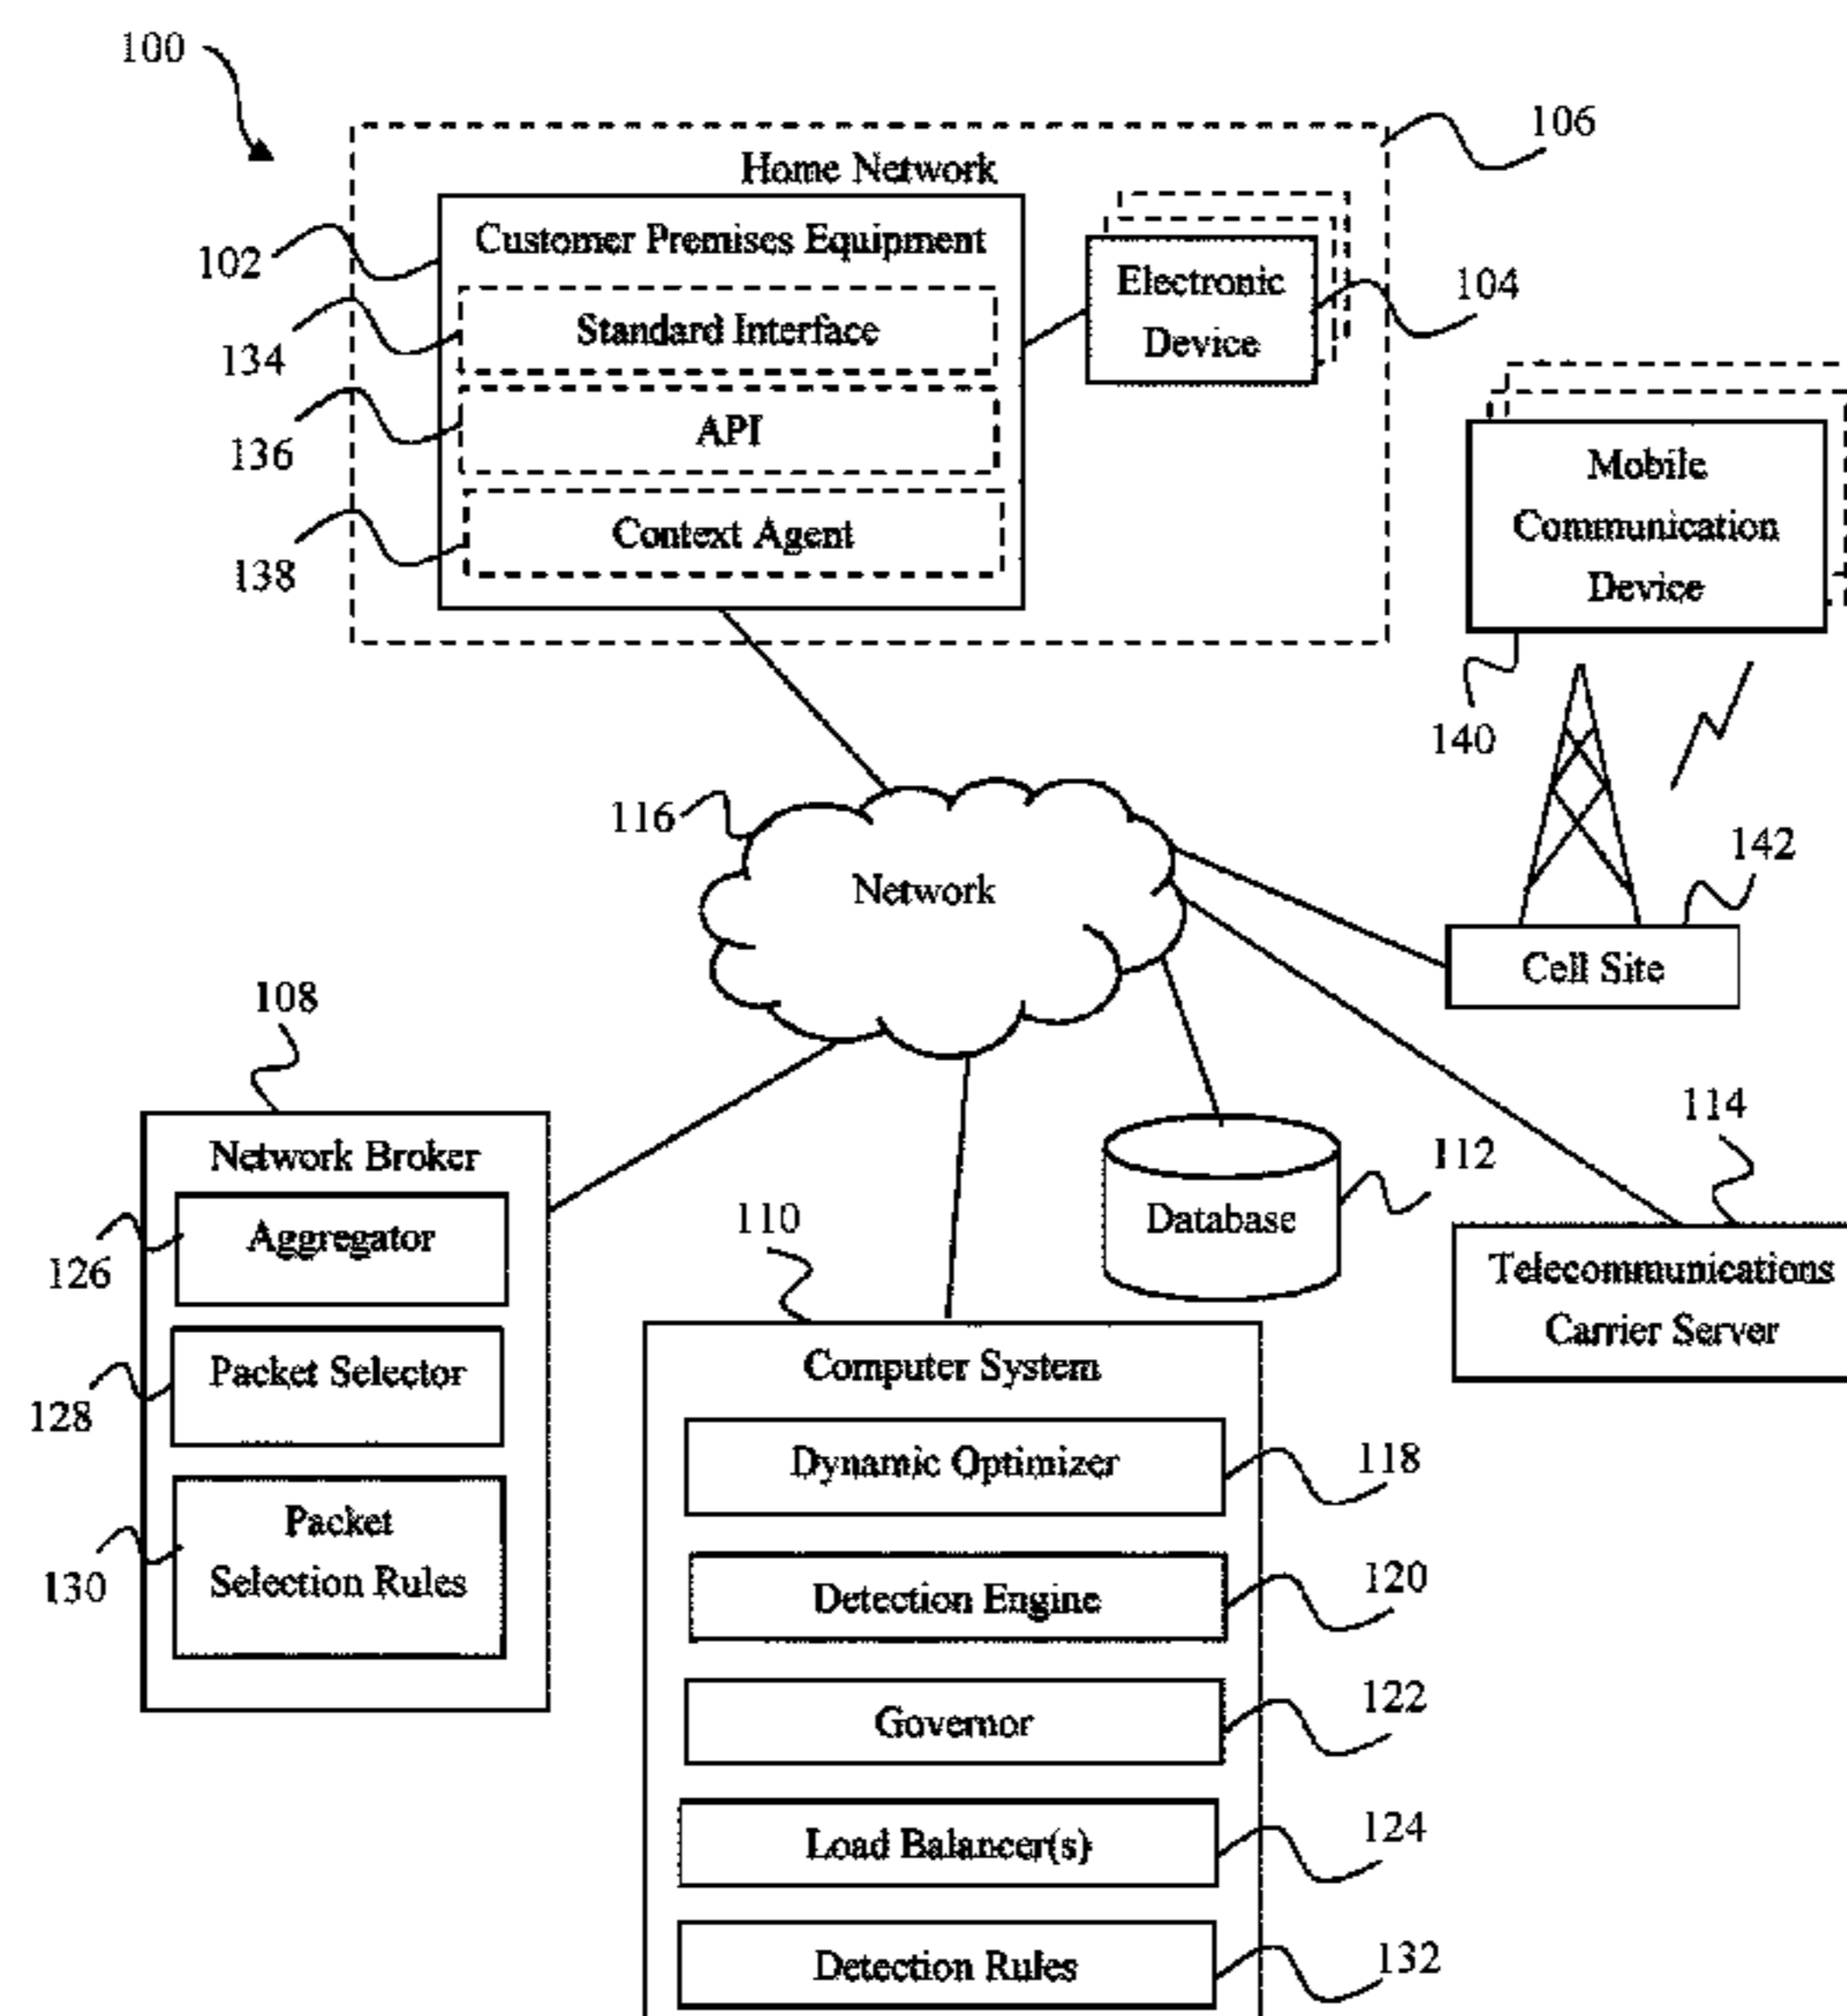 100
106
Home Network
102
Customer Premises Equipment
Electronic
Device
104
134
Standard Interface
136
API
138
Context Agent
Mobile
Communication
Device
140
116
Network
142
Cell Site
108
Network Broker
126
Aggregator
128
Packet Selector
130
Packet
Selection Rules
110
112
Database
114
Telecommunications
Carrier Server
Computer System
Dynamic Optimizer
118
Detection Engine
120
Governor
122
Load Balancer(s)
124
Detection Rules
132